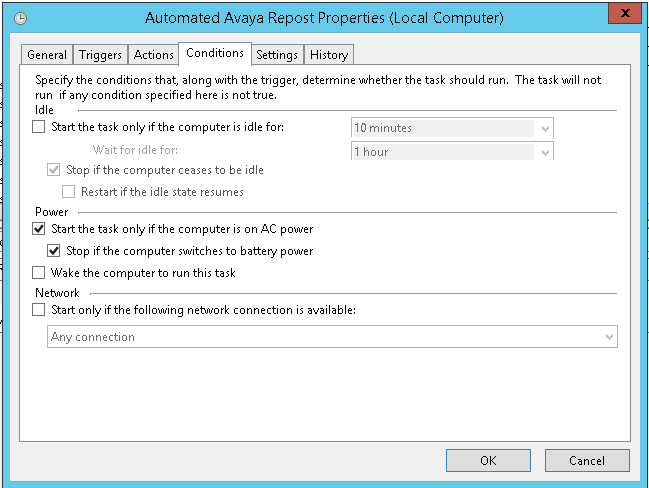 Automated Avaya Repost Properties (Local Computer)
x
General Triggers Actions Conditions Settings History
Specify the conditions that, along with the trigger, determine whether the task should run. The task will not
run if any condition specified here is not true.
Idle
Start the task only if the computer is idle for: 10 minutes
Wait for idle for: 1 hour
Stop if the computer ceases to be idle
Restart if the idle state resumes
Power
Start the task only if the computer is on AC power
Stop if the computer switches to battery power
Wake the computer to run this task
Network
Start only if the following network connection is available:
Any connection
OK Cancel